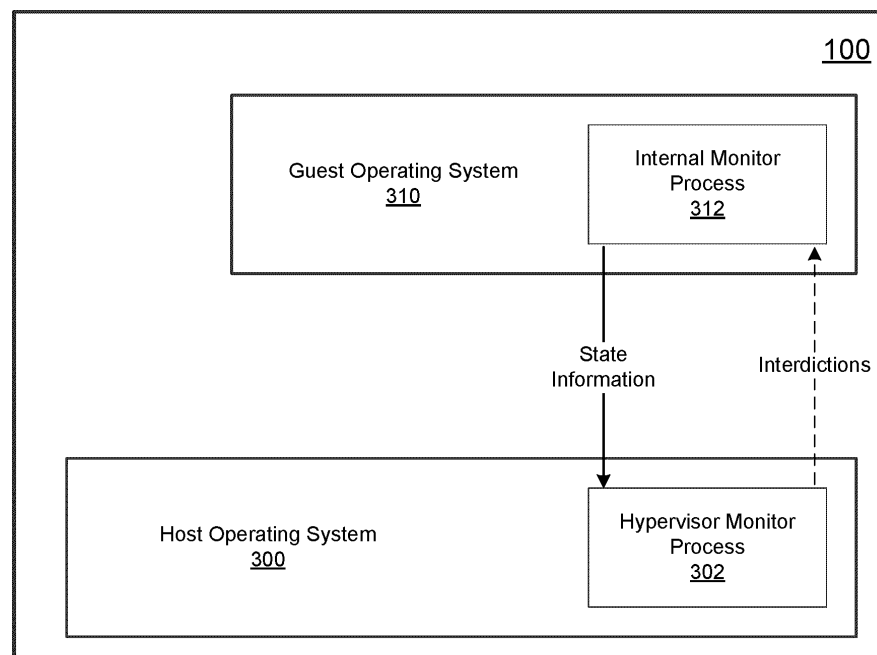 100
Guest Operating System
310
Internal Monitor
Process
312
State
Information
Interdictions
Host Operating System
300
Hypervisor Monitor
Process
302